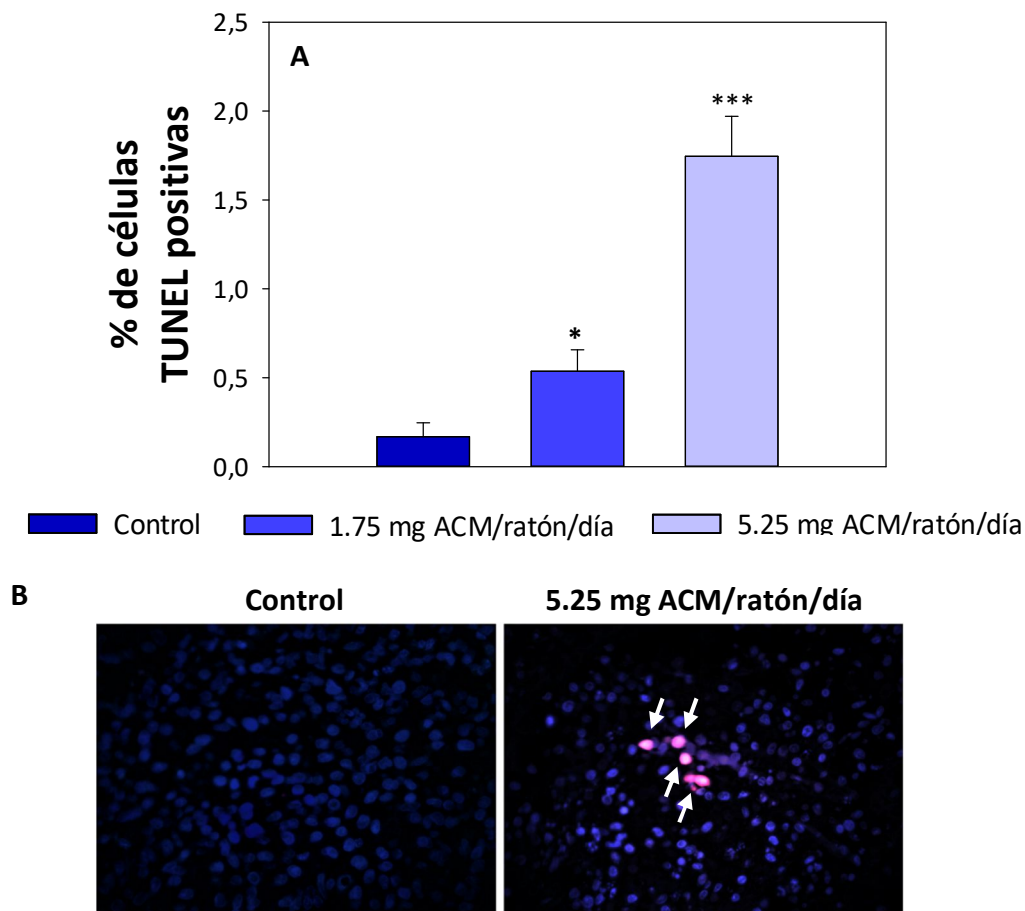 2,5
A
***
2,0
1,5
1,0
*
0,5
0,0
% de células
TUNEL positivas
Control
1.75 mg ACM/ratón/día
5.25 mg ACM/ratón/día
B
Control
5.25 mg ACM/ratón/día